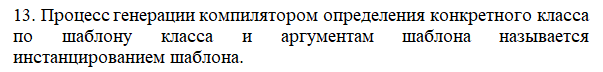 13. Процесс генерации компилятором определения конкретного класса
по шаблону класса и аргументам шаблона называется
инстанцированием шаблона.